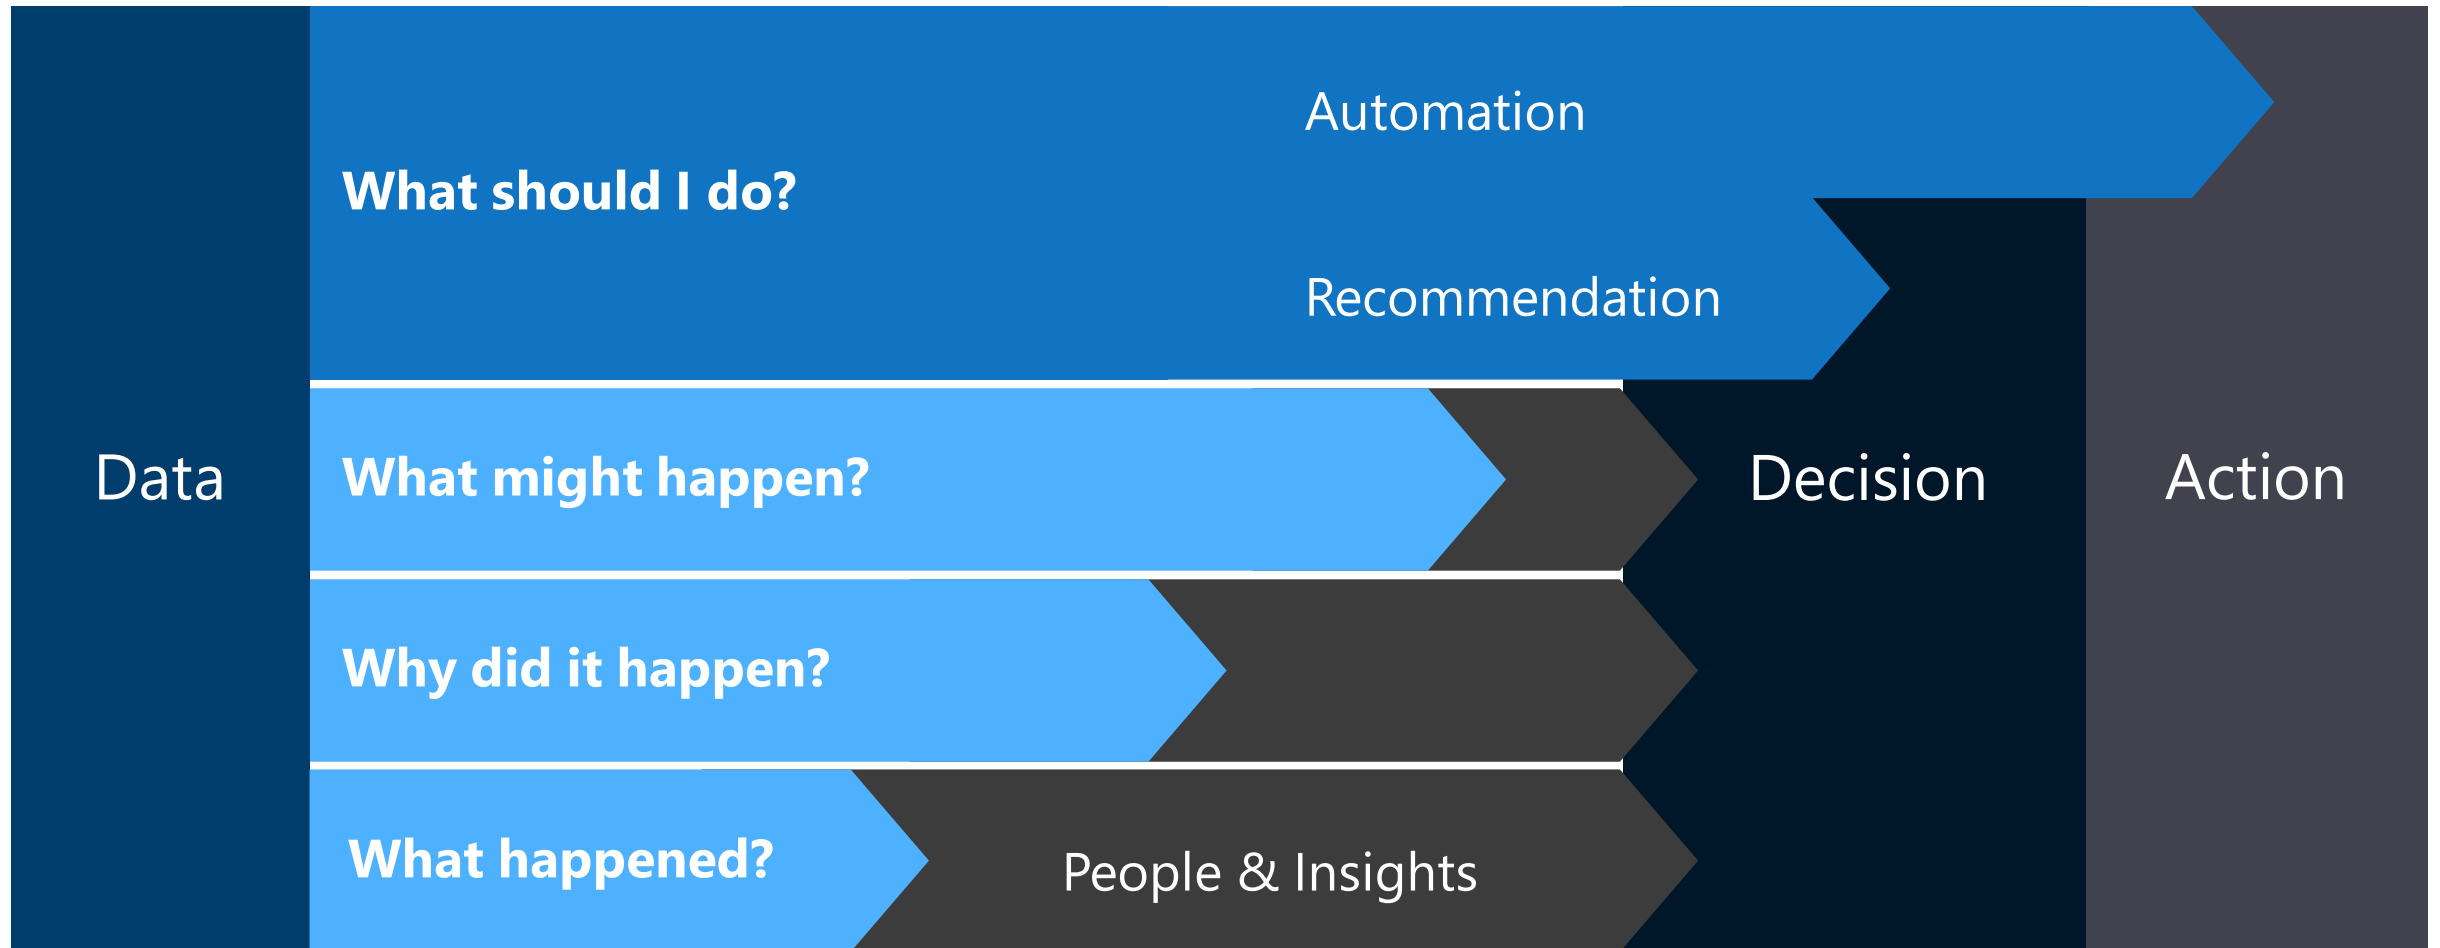 Data
What should I do?
Automation
Recommendation
What might happen?
Why did it happen?
What happened?
People & Insights
Decision
Action